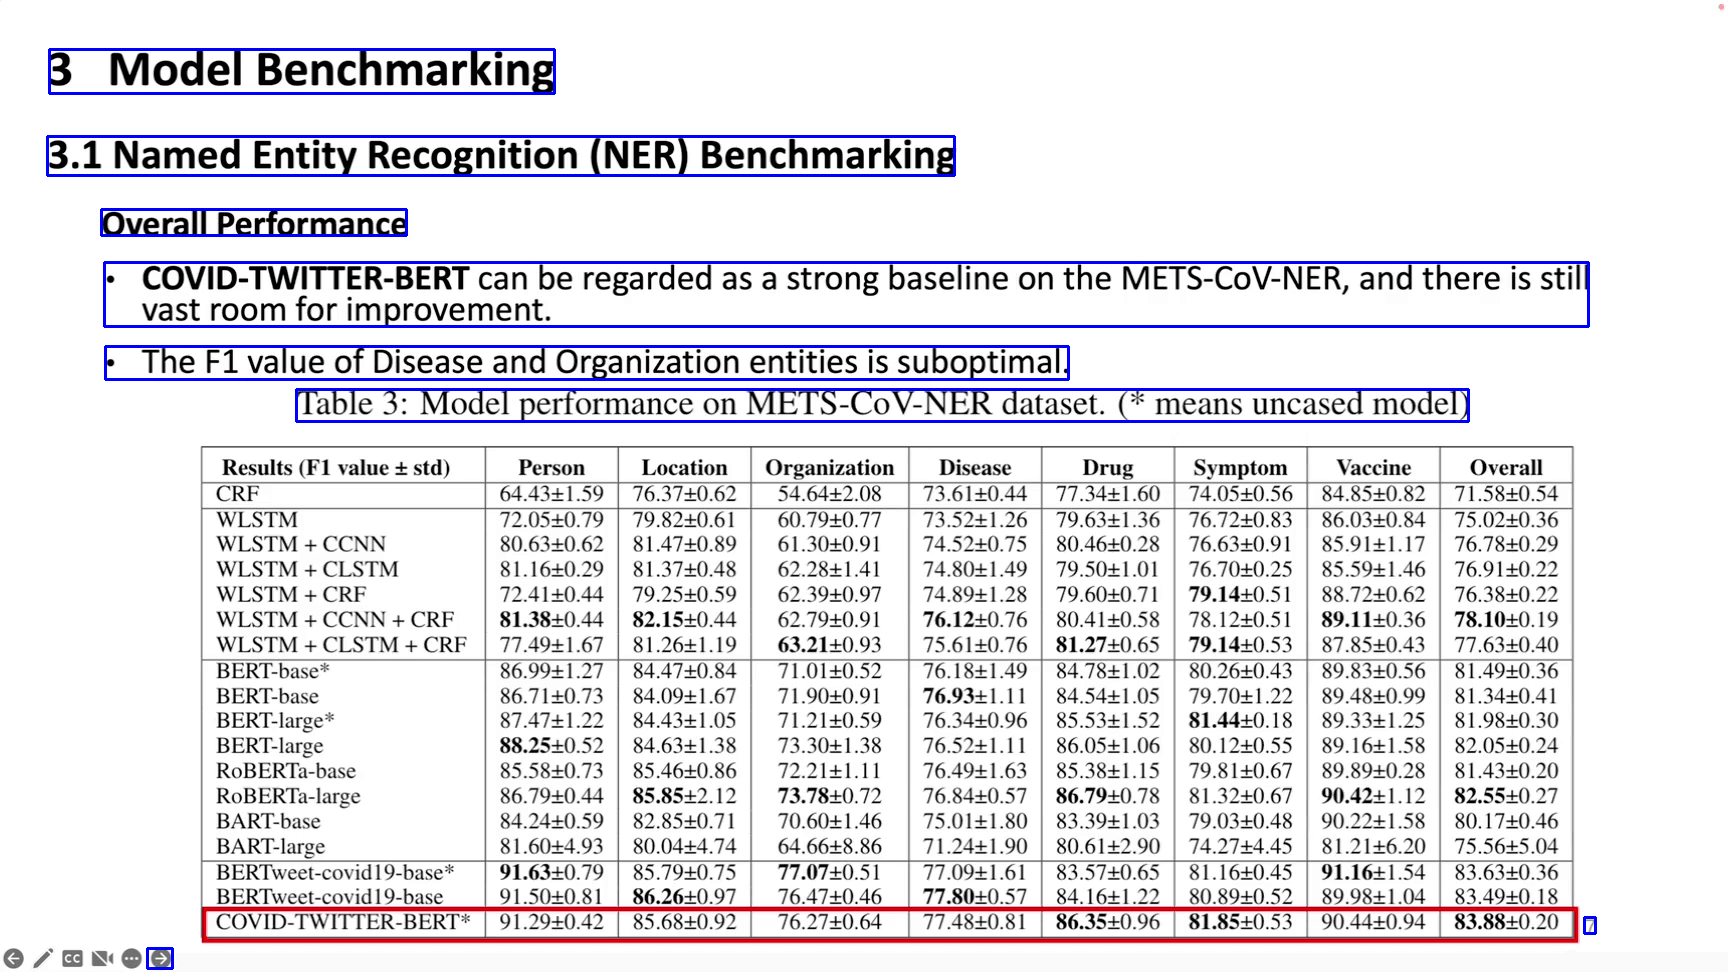 3 Model Benchmarking
3.1 Named Entity Recognition (NER) Benchmarking
Overall Performance
• COVID-TWITTER-BERT can be regarded as a strong baseline on the METS-CoV-NER, and there is still
vast room for improvement.
• The F1 value of Disease and Organization entities is suboptimal.
Table 3: Model performance on METS-CoV-NER dataset. (* means uncased model)
Results (F1 value ± std) Person Location Organization Disease Drug Symptom Vaccine Overall
CRF 64.43±1.59 76.37±0.62 54.64±2.08 73.61±0.44 77.34±1.60 74.05±0.56 84.85±0.82 71.58±0.54
WLSTM 72.05±0.79 79.82±0.61 60.79±0.77 73.52±1.26 79.63±1.36 76.72±0.83 86.03±0.84 75.02±0.36
WLSTM + CCNN 80.63±0.62 81.47±0.89 61.30±0.91 74.52±0.75 80.46±0.28 76.63±0.91 85.91±1.17 76.78±0.29
WLSTM + CLSTM 81.16±0.29 81.37±0.48 62.28±1.41 74.80±1.49 79.50±1.01 76.70±0.25 85.59±1.46 76.91±0.22
WLSTM + CRF 72.41±0.44 79.25±0.59 62.39±0.97 74.89±1.28 79.60±0.71 79.14±0.51 88.72±0.62 76.38±0.22
WLSTM + CCNN + CRF 81.38±0.44 82.15±0.44 62.79±0.91 76.12±0.76 80.41±0.58 78.12±0.51 89.11±0.36 78.10±0.19
WLSTM + CLSTM + CRF 77.49±1.67 81.26±1.19 63.21±0.93 75.61±0.76 81.27±0.65 79.14±0.53 87.85±0.43 77.63±0.40
BERT-base* 86.99±1.27 84.47±0.84 71.01±0.52 76.18±1.49 84.78±1.02 80.26±0.43 89.83±0.56 81.49±0.36
BERT-base 86.71±0.73 84.09±1.67 71.90±0.91 76.93±1.11 84.54±1.05 79.70±1.22 89.48±0.99 81.34±0.41
BERT-large* 87.47±1.22 84.43±1.05 71.21±0.59 76.34±0.96 85.53±1.52 81.44±0.18 89.33±1.25 81.98±0.30
BERT-large 88.25±0.52 84.63±1.38 73.30±1.38 76.52±1.11 86.05±1.06 80.12±0.55 89.16±1.58 82.05±0.24
RoBERTa-base 85.58±0.73 85.46±0.86 72.21±1.11 76.49±1.63 85.38±1.15 79.81±0.67 89.89±0.28 81.43±0.20
RoBERTa-large 86.79±0.44 85.85±2.12 73.78±0.72 76.84±0.57 86.79±0.78 81.32±0.67 90.42±1.12 82.55±0.27
BART-base 84.24±0.59 82.85±0.71 70.60±1.46 75.01±1.80 83.39±1.03 79.03±0.48 90.22±1.58 80.17±0.46
BART-large 81.60±4.93 80.04±4.74 64.66±8.86 71.24±1.90 80.61±2.90 74.27±4.45 81.21±6.20 75.56±5.04
BERTweet-covid19-base* 91.63±0.79 85.79±0.75 77.07±0.51 77.09±1.61 83.57±0.65 81.16±0.45 91.16±1.54 83.63±0.36
BERTweet-covid19-base 91.50±0.81 86.26±0.97 76.47±0.46 77.80±0.57 84.16±1.22 80.89±0.52 89.98±1.04 83.49±0.18
COVID-TWITTER-BERT* 91.29±0.42 85.68±0.92 76.27±0.64 77.48±0.81 86.35±0.96 81.85±0.53 90.44±0.94 83.88±0.20
CC